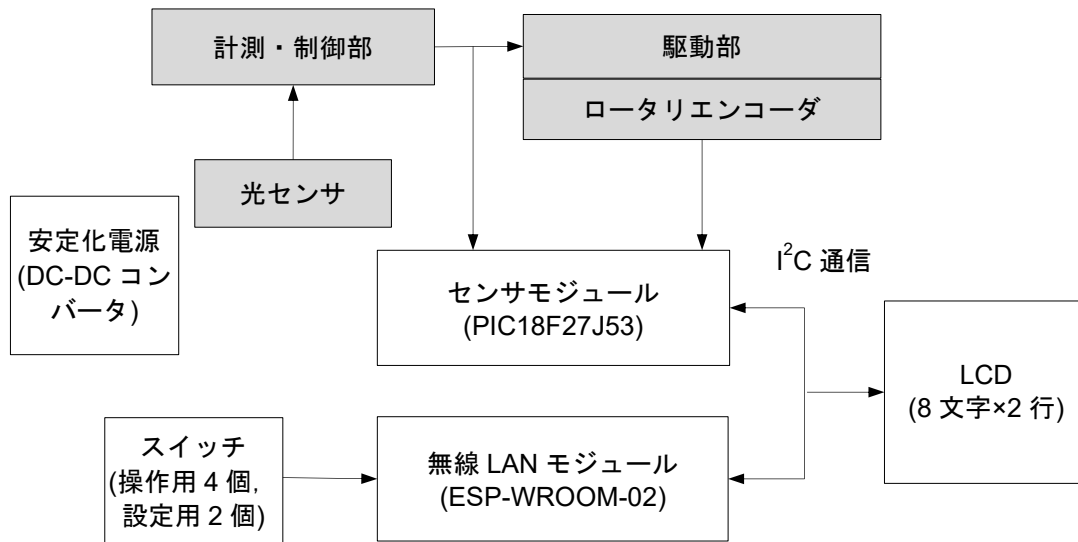 計測・制御部
駆動部
ロータリエンコーダ
光センサ
安定化電源
(DC-DC コン
バータ)
I²C 通信
センサモジュール
(PIC18F27J53)
LCD
(8 文字×2 行)
スイッチ
(操作用 4 個,
設定用 2 個)
無線 LAN モジュール
(ESP-WROOM-02)